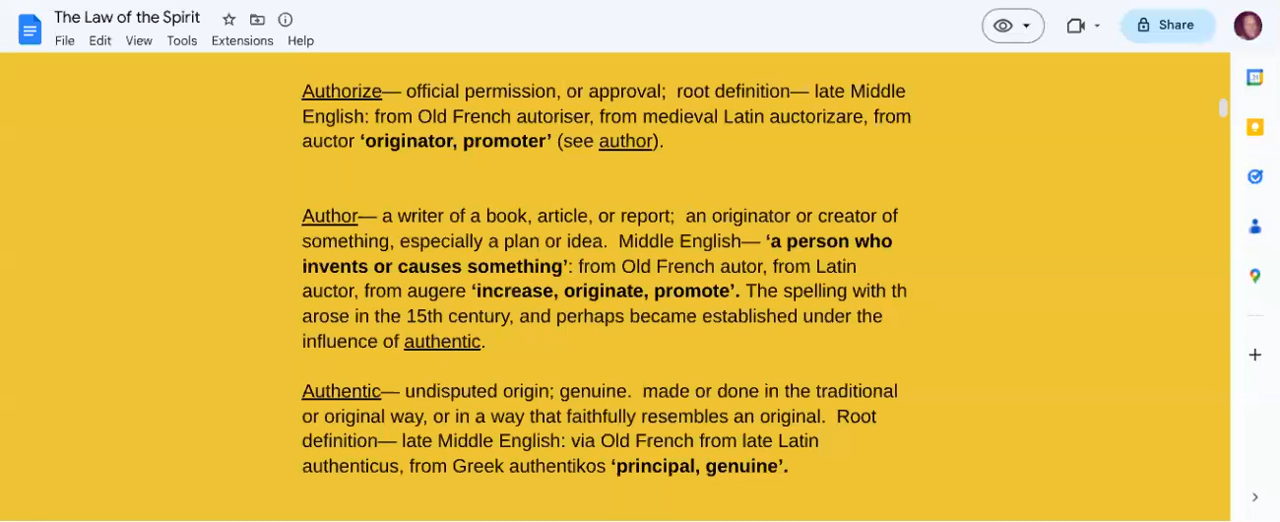 The Law of the Spirit
File Edit View Tools Extensions Help
Share
Authorize— official permission, or approval;  root definition— late Middle
English: from Old French autoriser, from medieval Latin auctorizare, from
auctor ‘originator, promoter’ (see author).
Author— a writer of a book, article, or report;  an originator or creator of
something, especially a plan or idea.  Middle English— ‘a person who
invents or causes something’: from Old French autor, from Latin
auctor, from augere ‘increase, originate, promote’. The spelling with th
arose in the 15th century, and perhaps became established under the
influence of authentic.
Authentic— undisputed origin; genuine.  made or done in the traditional
or original way, or in a way that faithfully resembles an original.  Root
definition— late Middle English: via Old French from late Latin
authenticus, from Greek authentikos ‘principal, genuine’.